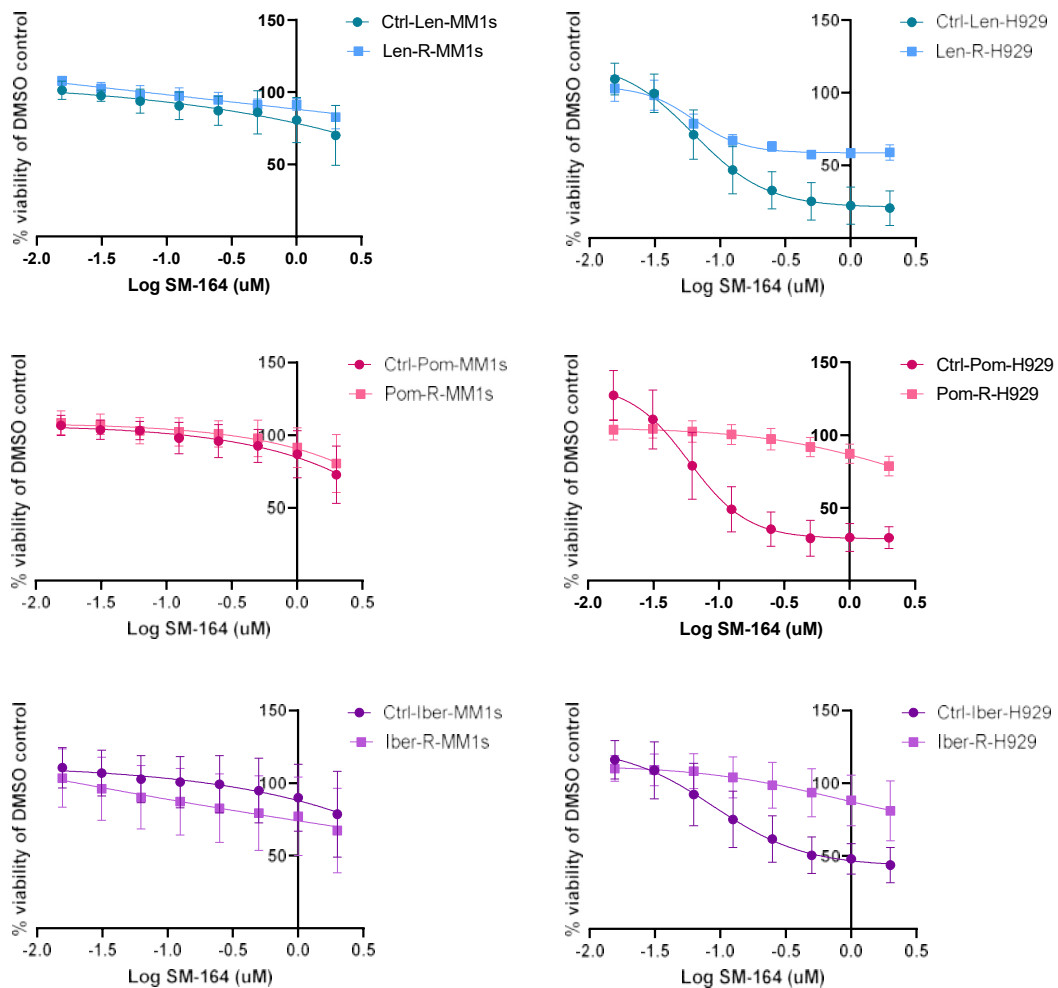 Ctrl-Len-MM1s
Len-R-MM1s
% viability of DMSO control
150
100
50
-2.0 -1.5 -1.0 -0.5 0.0 0.5
Log SM-164 (uM)
Ctrl-Len-H929
Len-R-H929
% viability of DMSO control
150
100
50
-2.0 -1.5 -1.0 -0.5 0.0 0.5
Log SM-164 (uM)
Ctrl-Pom-MM1s
Pom-R-MM1s
% viability of DMSO control
150
100
50
-2.0 -1.5 -1.0 -0.5 0.0 0.5
Log SM-164 (uM)
Ctrl-Pom-H929
Pom-R-H929
% viability of DMSO control
150
100
50
-2.0 -1.5 -1.0 -0.5 0.0 0.5
Log SM-164 (uM)
Ctrl-Iber-MM1s
Iber-R-MM1s
% viability of DMSO control
150
100
50
-2.0 -1.5 -1.0 -0.5 0.0 0.5
Log SM-164 (uM)
Ctrl-Iber-H929
Iber-R-H929
% viability of DMSO control
150
100
50
-2.0 -1.5 -1.0 -0.5 0.0 0.5
Log SM-164 (uM)